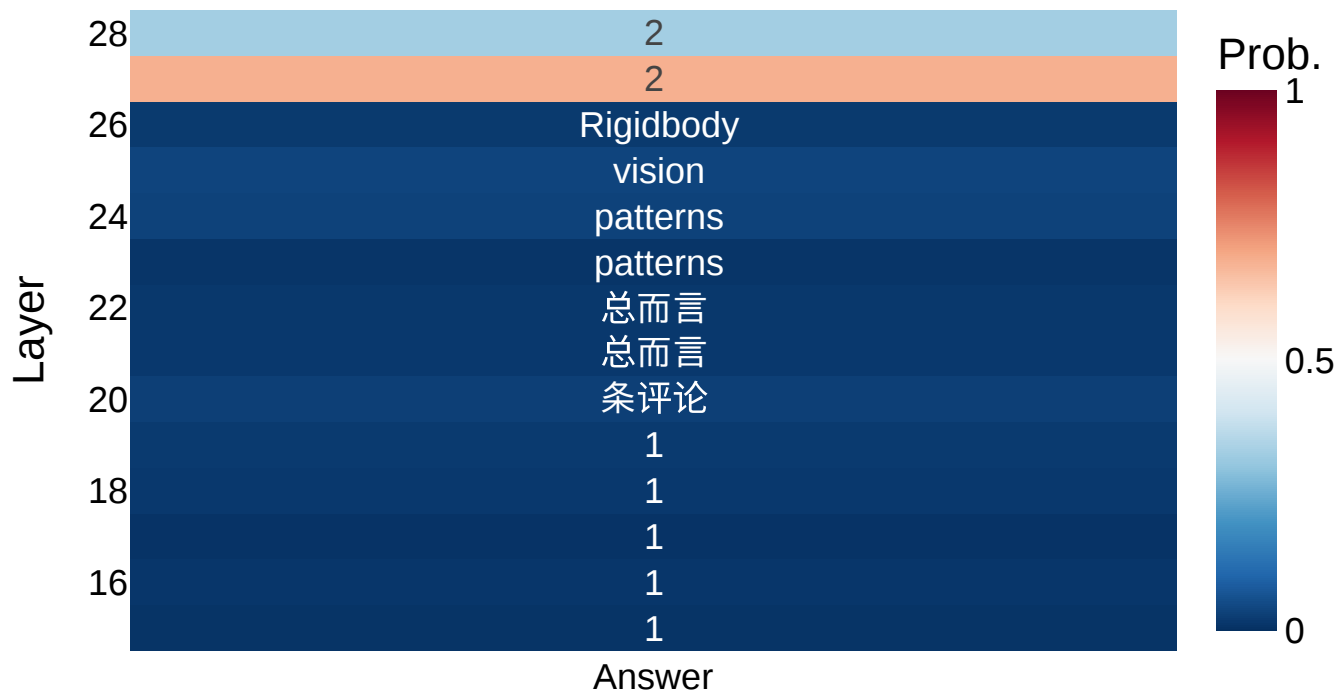 28
2
Prob.
2
1
26
Rigidbody
vision
24
patterns
patterns
22
总而言
总而言
0.5
20
条评论
1
18
1
1
16
1
1
0
Layer
Answer